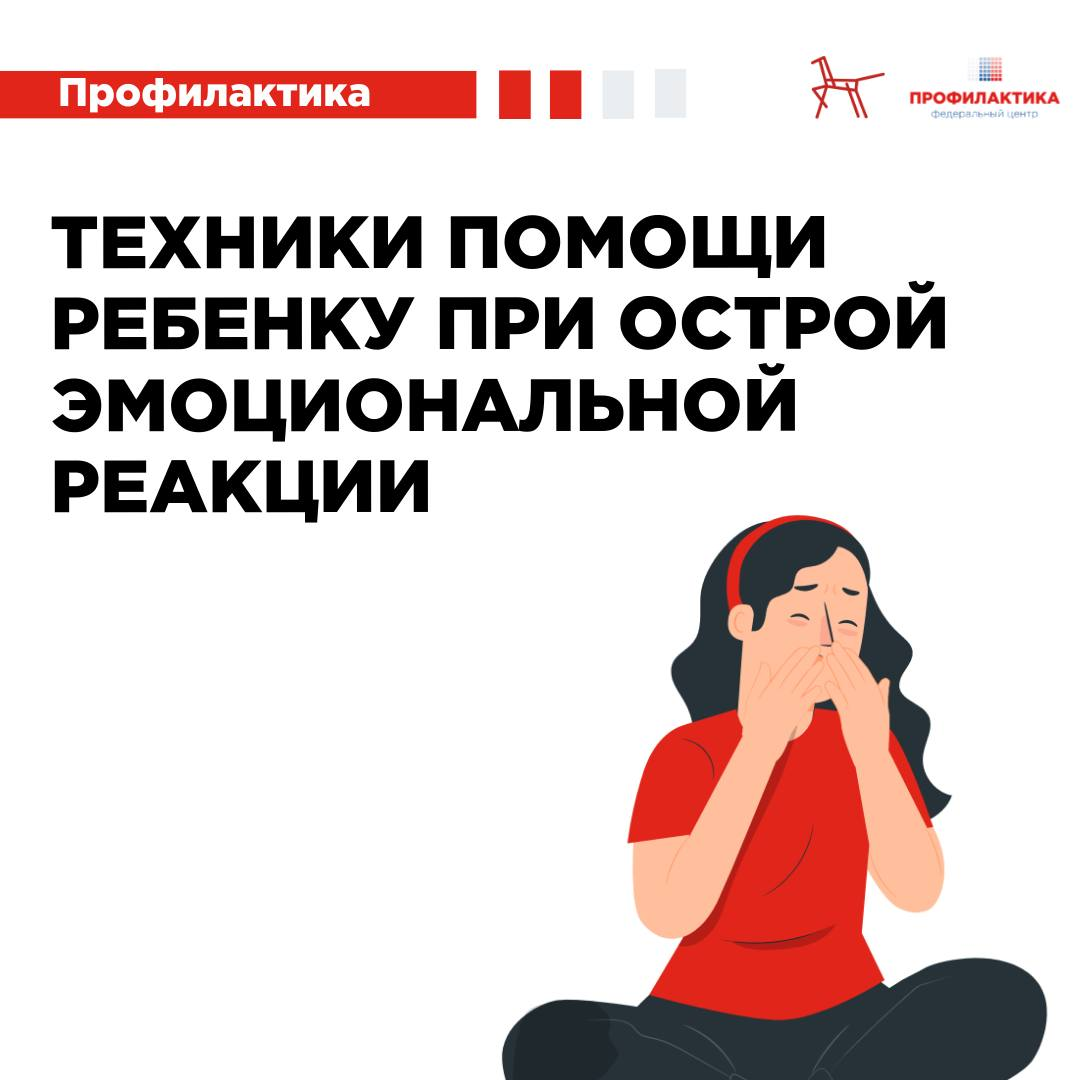 Профилактика
ПРОФИЛАКТИКА
федеральный центр
ТЕХНИКИ ПОМОЩИ
РЕБЕНКУ ПРИ ОСТРОЙ
ЭМОЦИОНАЛЬНОЙ
РЕАКЦИИ